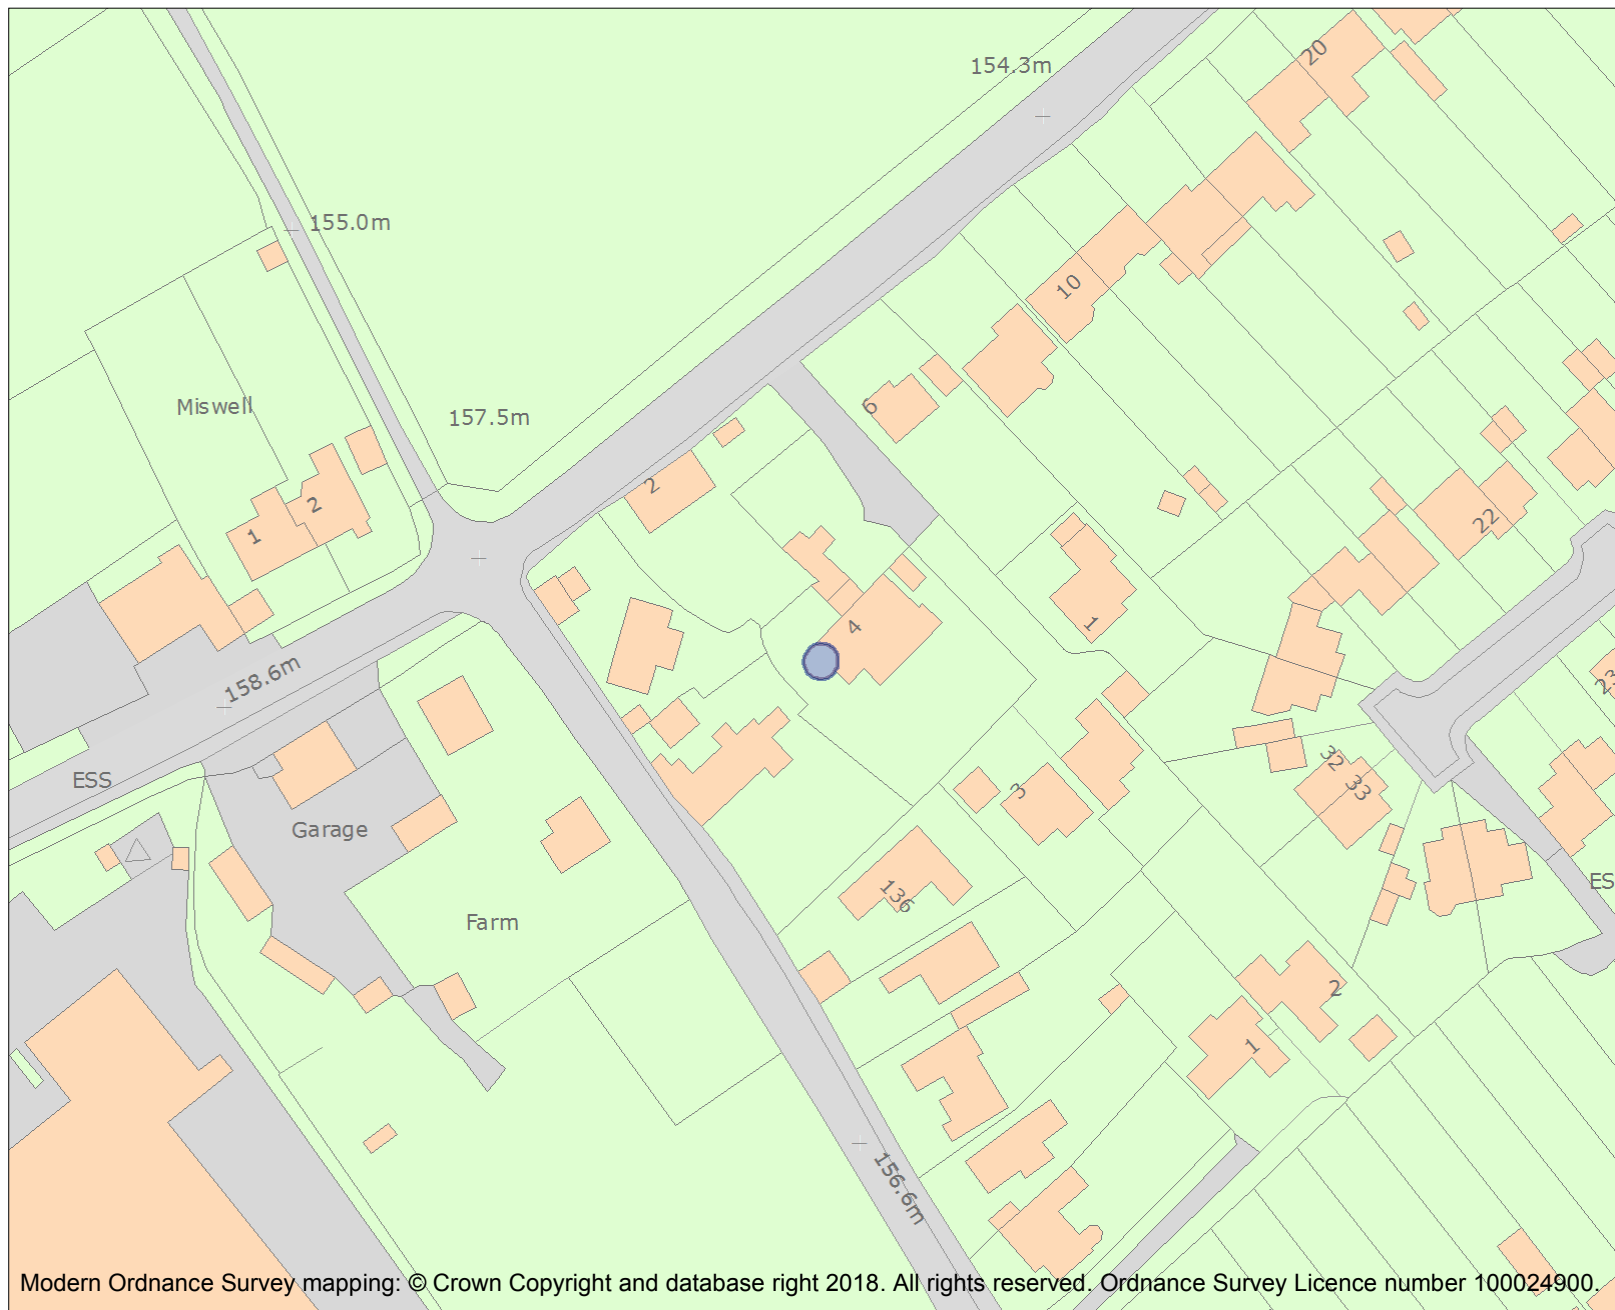 20
154.3m
155.0m
10
Miswell
157.5m
6
2
2
1
22
4
1
158.6m
23
32
33
ESS
3
Garage
136
ES
Farm
2
1
156.6m
Modern Ordnance Survey mapping: © Crown Copyright and database right 2018. All rights reserved. Ordnance Survey Licence number 100024900.